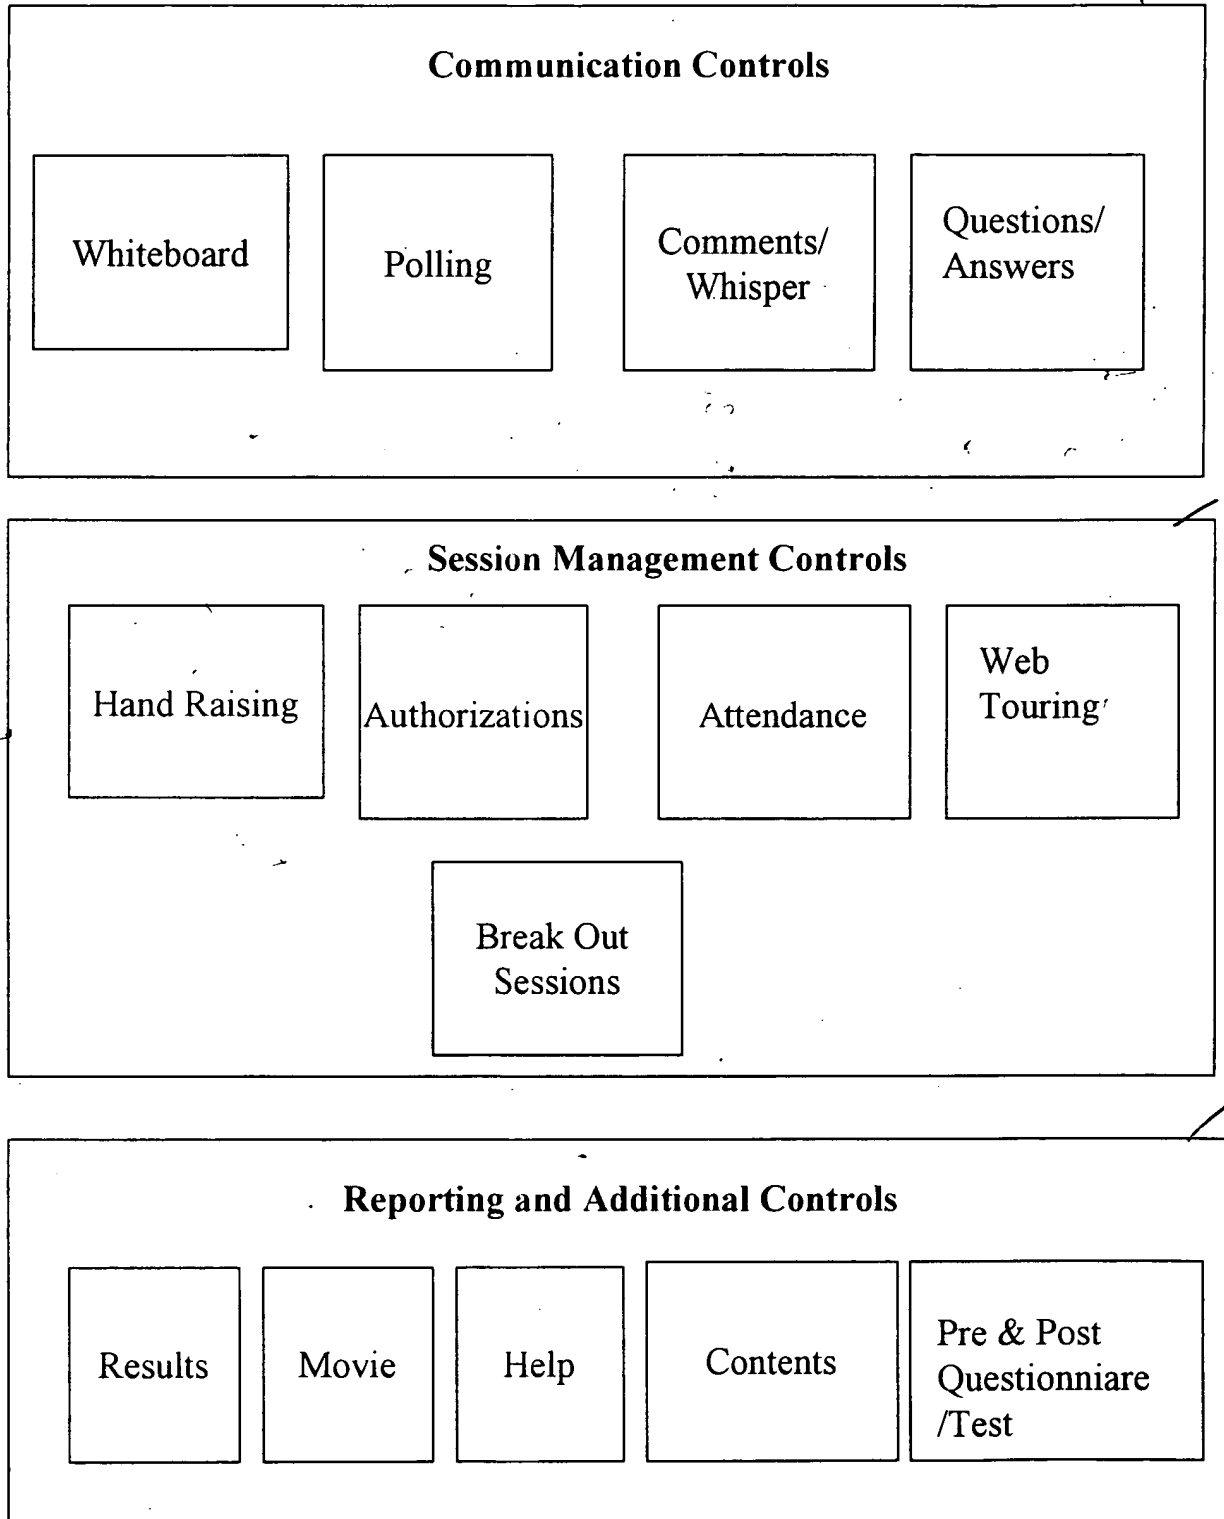 Communication Controls
Whiteboard
Polling
Comments/
Whisper
Questions/
Answers
Session Management Controls
Hand Raising
Authorizations
Attendance
Web
Touring
Break Out
Sessions
Reporting and Additional Controls
Results
Movie
Help
Contents
Pre & Post
Questionniare
/Test